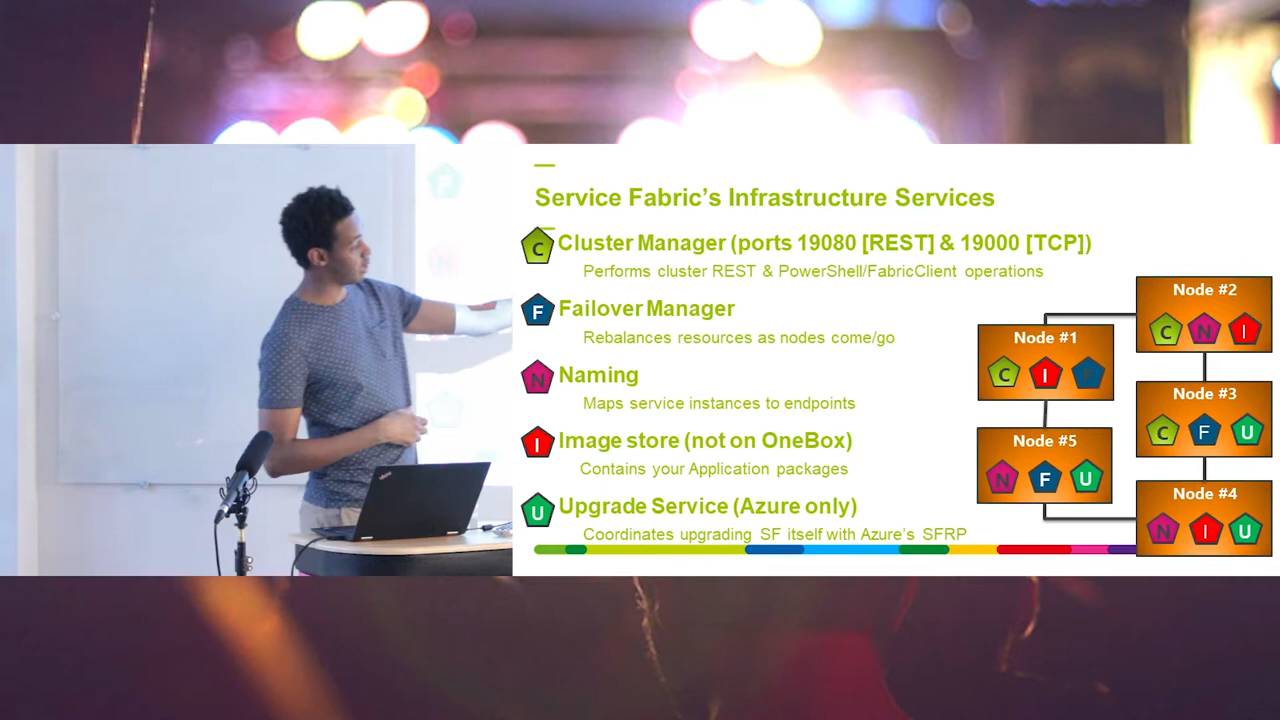 Service Fabric's Infrastructure Services
C Cluster Manager (ports 19080 [REST] & 19000 [TCP])
Performs cluster REST & PowerShell/FabricClient operations
F Failover Manager
Rebalances resources as nodes come/go
N Naming
Maps service instances to endpoints
I Image store (not on OneBox)
Contains your Application packages
U Upgrade Service (Azure only)
Coordinates upgrading SF itself with Azure's SFRP
Node #1
C I F
Node #2
C N I
Node #3
C F U
Node #4
N I U
Node #5
N F U